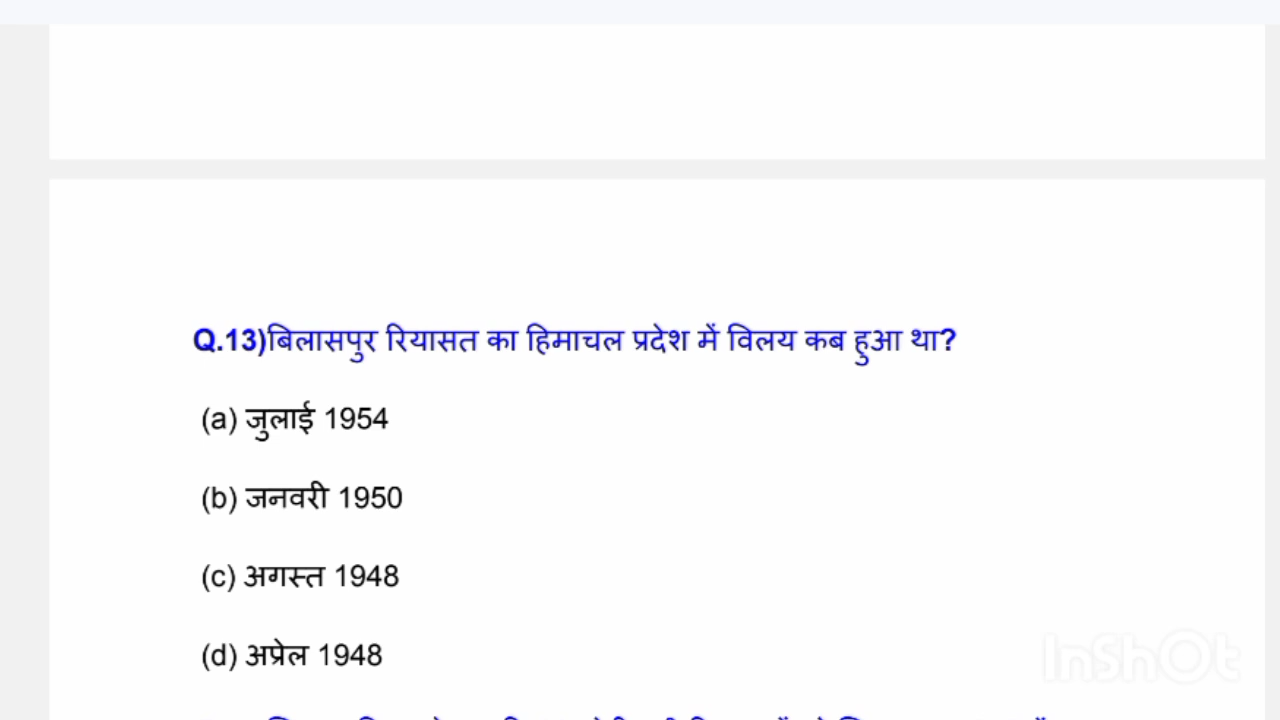 Q.13)बिलासपुर रियासत का हिमाचल प्रदेश में विलय कब हुआ था?
(a) जुलाई 1954
(b) जनवरी 1950
(c) अगस्त 1948
(d) अप्रेल 1948
InShOt